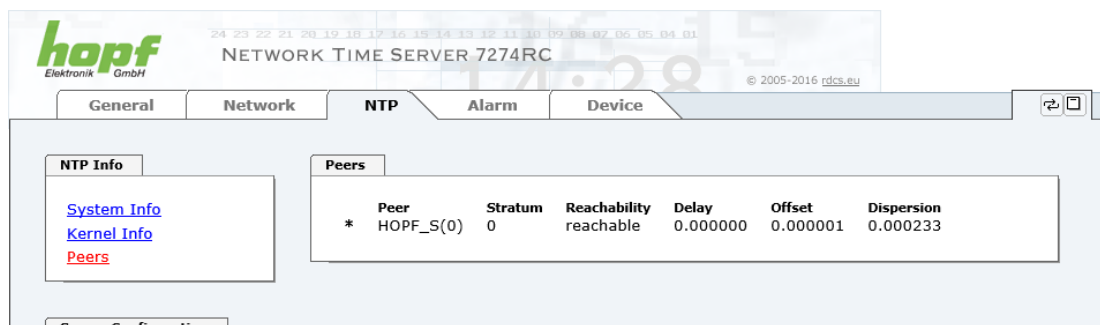 hopf
Elektronik GmbH
24 23 22 21 20 19 18 17 16 15 14 13 12 11 10 09 08 07 06 05 04 01
NETWORK TIME SERVER 7274RC
14:28
© 2005-2016 rdcs.eu
General Network NTP Alarm Device
NTP Info
System Info
Kernel Info
Peers
Peers
Peer Stratum Reachability Delay Offset Dispersion
* HOPF_S(0) 0 reachable 0.000000 0.000001 0.000233